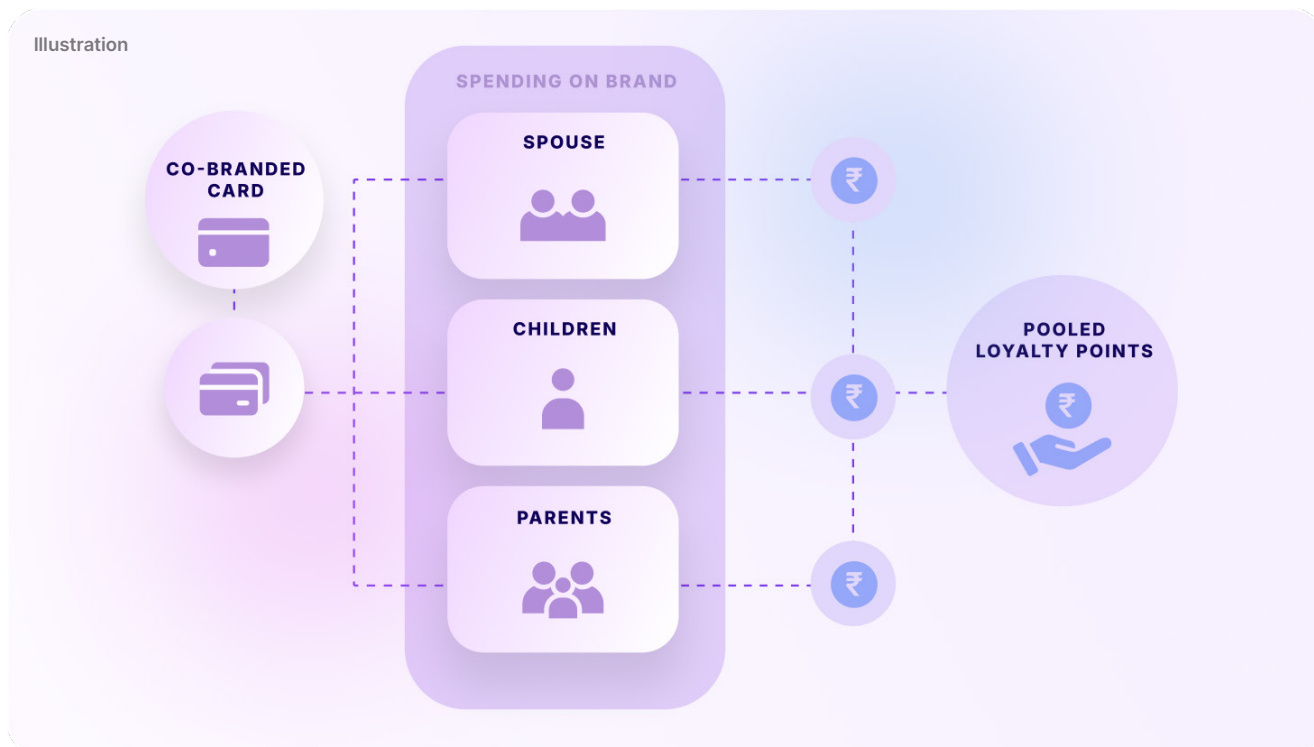 Illustration
SPENDING ON BRAND
CO-BRANDED
CARD
SPOUSE
₹
CHILDREN
₹
POOLED
LOYALTY POINTS
₹
PARENTS
₹